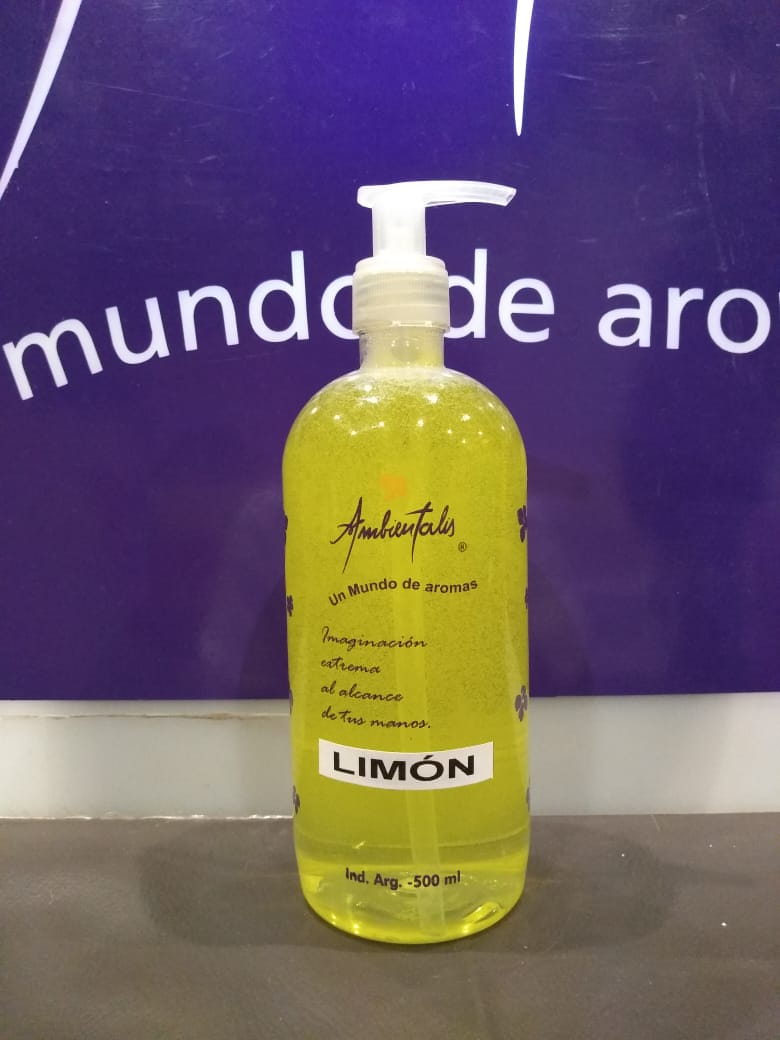 mundo de aro
Ambientalis
®
Un Mundo de aromas
Imaginación
extrema
al alcance
de tus manos.
LIMÓN
Ind. Arg. -500 ml